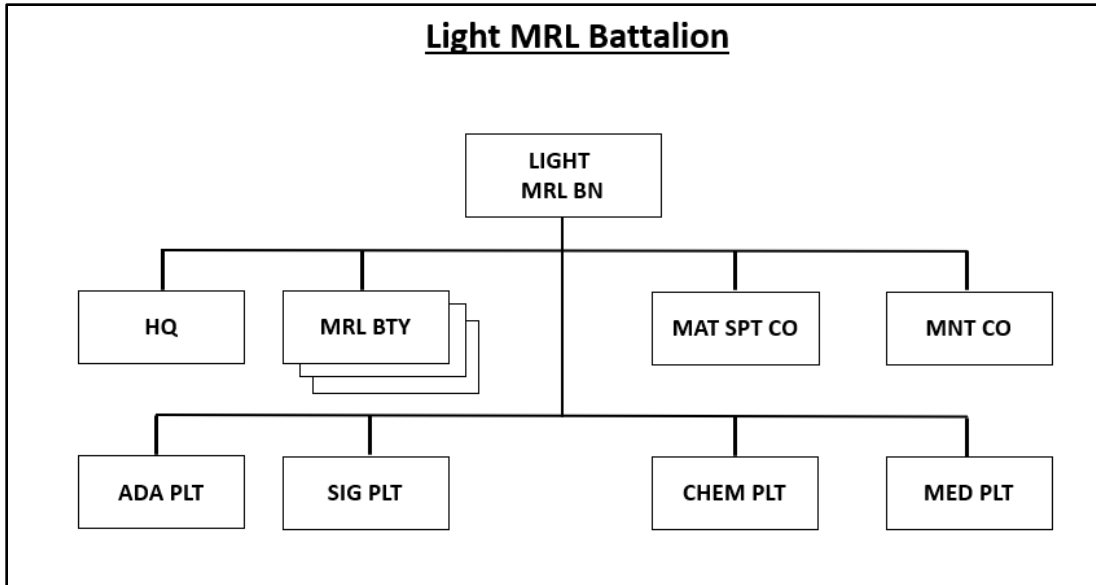 Light MRL Battalion
LIGHT
MRL BN
HQ
MRL BTY
MAT SPT CO
MNT CO
ADA PLT
SIG PLT
CHEM PLT
MED PLT